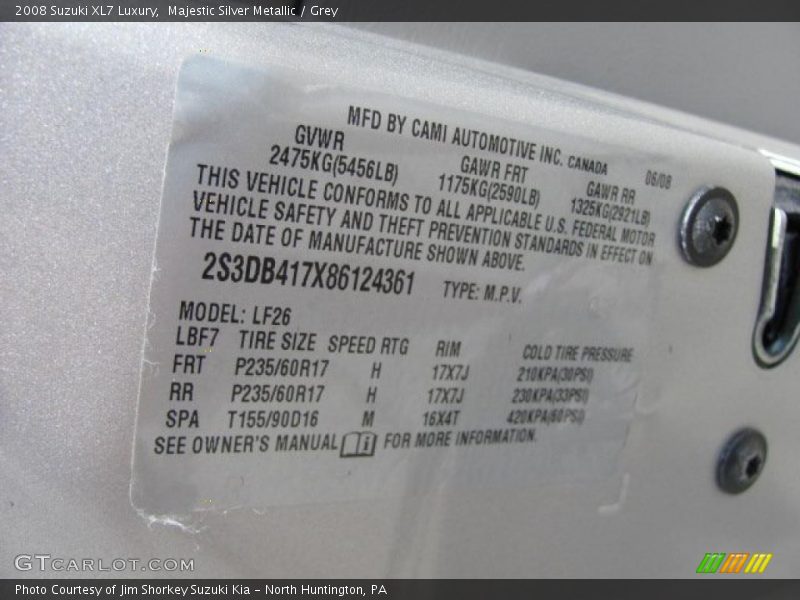 2008 Suzuki XL7 Luxury,  Majestic Silver Metallic / Grey
MFD BY CAMI AUTOMOTIVE INC. CANADA 06/08
GVWR GAWR FRT GAWR RR
2475KG(5456LB) 1175KG(2590LB) 1325KG(2921LB)
THIS VEHICLE CONFORMS TO ALL APPLICABLE U.S. FEDERAL MOTOR
VEHICLE SAFETY AND THEFT PREVENTION STANDARDS IN EFFECT ON
THE DATE OF MANUFACTURE SHOWN ABOVE.
2S3DB417X86124361 TYPE: M.P.V.
MODEL: LF26
LBF7 TIRE SIZE SPEED RTG RIM COLD TIRE PRESSURE
FRT P235/60R17 H 17X7J 210KPA(30PSI)
RR P235/60R17 H 17X7J 230KPA(33PSI)
SPA T155/90D16 M 16X4T 420KPA(60PSI)
SEE OWNER'S MANUAL FOR MORE INFORMATION.
GTCARLOT.COM
Photo Courtesy of Jim Shorkey Suzuki Kia – North Huntington, PA